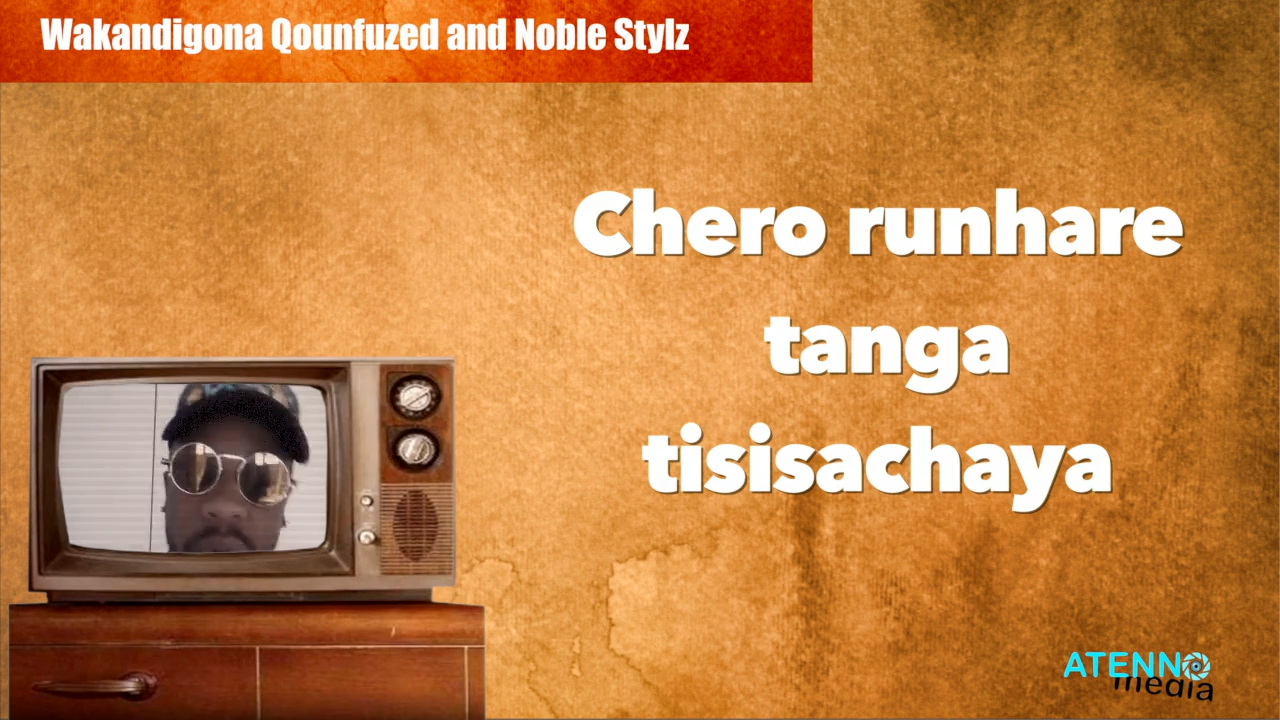 Wakandigona Qounfuzed and Noble Stylz
Chero runhare
tanga
tisisachaya
ATENNO
media